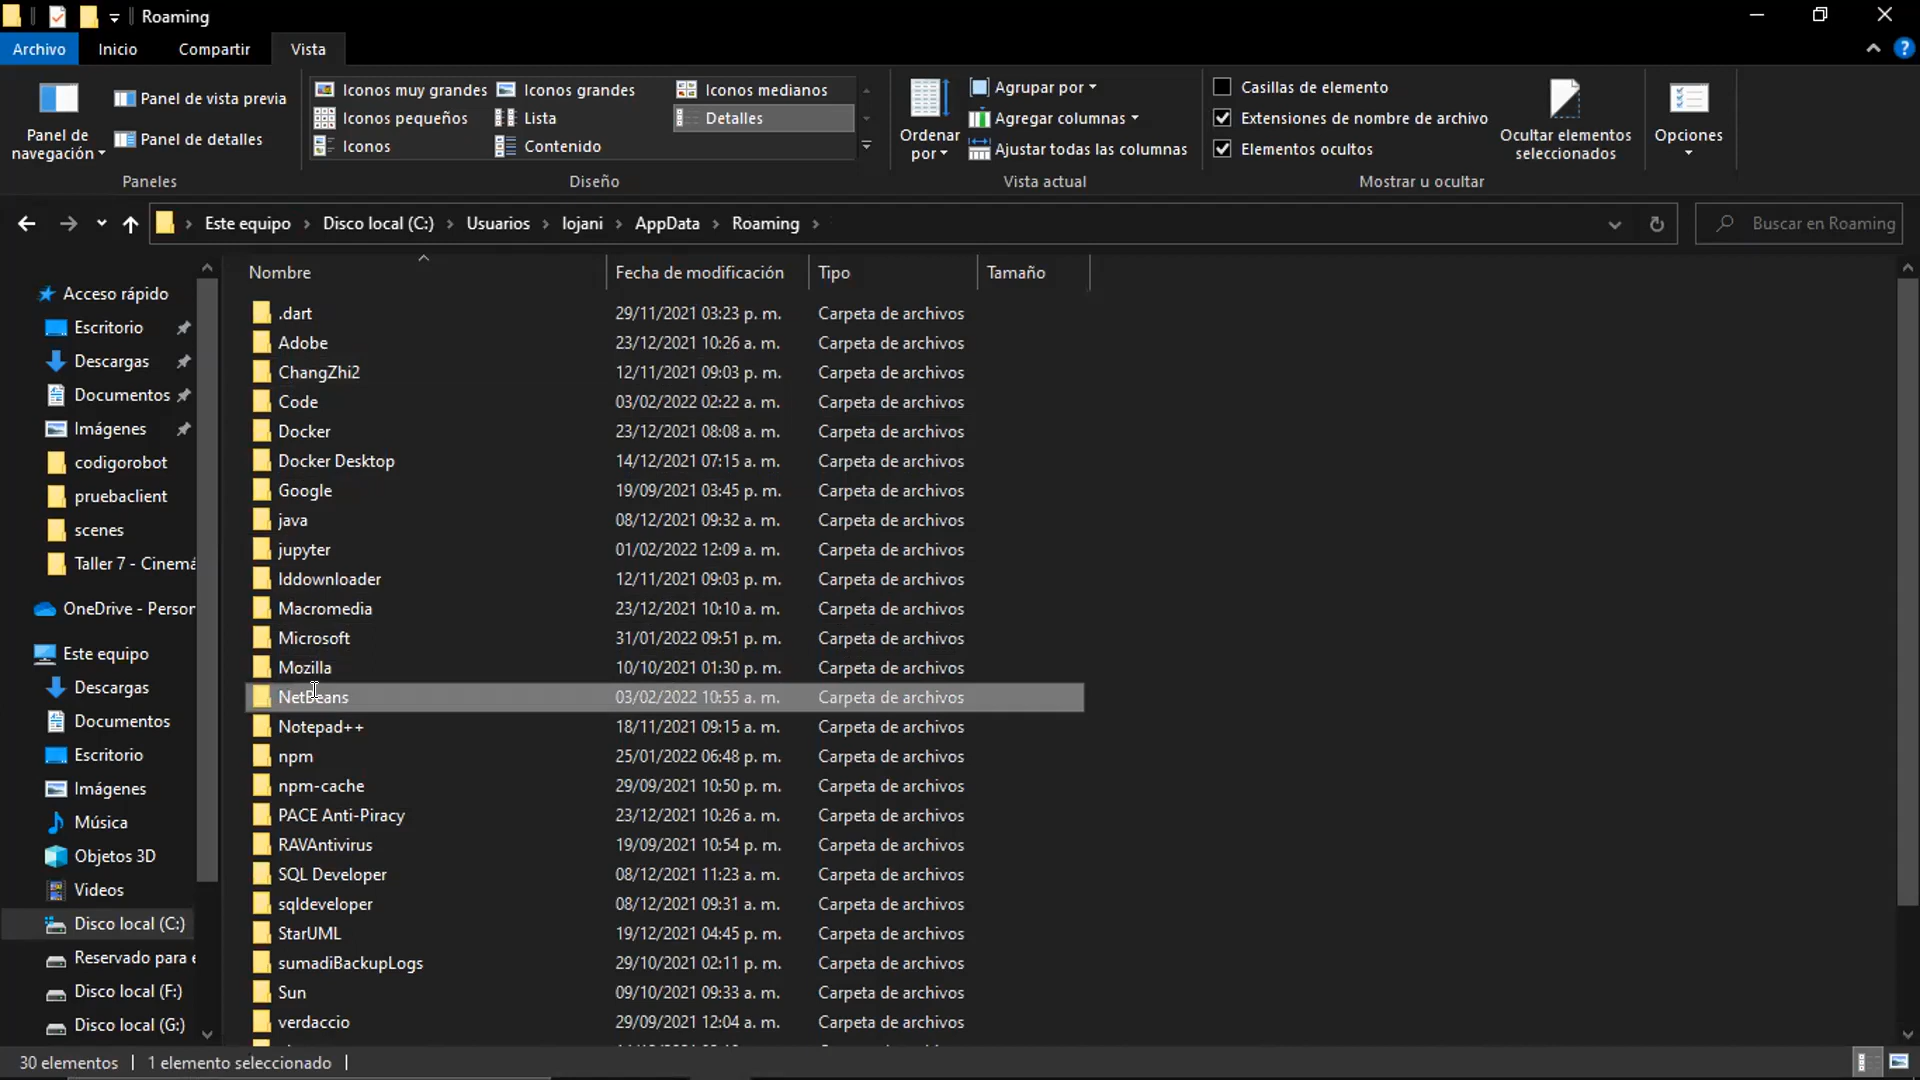 Roaming
Archivo Inicio Compartir Vista
Panel de navegación
Panel de vista previa
Panel de detalles
Paneles
Iconos muy grandes Iconos grandes Iconos medianos
Iconos pequeños Lista Detalles
Iconos Contenido
Diseño
Ordenar por
Agrupar por
Agregar columnas
Ajustar todas las columnas
Vista actual
Casillas de elemento
Extensiones de nombre de archivo
Elementos ocultos
Ocultar elementos seleccionados
Mostrar u ocultar
Opciones
Este equipo > Disco local (C:) > Usuarios > lojani > AppData > Roaming >
Buscar en Roaming
Acceso rápido
Escritorio
Descargas
Documentos
Imágenes
codigorobot
pruebaclient
scenes
Taller 7 - Cinemá
OneDrive - Person
Este equipo
Descargas
Documentos
Escritorio
Imágenes
Música
Objetos 3D
Videos
Disco local (C:)
Reservado para e
Disco local (F:)
Disco local (G:)
Nombre Fecha de modificación Tipo Tamaño
.dart 29/11/2021 03:23 p. m. Carpeta de archivos
Adobe 23/12/2021 10:26 a. m. Carpeta de archivos
ChangZhi2 12/11/2021 09:03 p. m. Carpeta de archivos
Code 03/02/2022 02:22 a. m. Carpeta de archivos
Docker 23/12/2021 08:08 a. m. Carpeta de archivos
Docker Desktop 14/12/2021 07:15 a. m. Carpeta de archivos
Google 19/09/2021 03:45 p. m. Carpeta de archivos
java 08/12/2021 09:32 a. m. Carpeta de archivos
jupyter 01/02/2022 12:09 a. m. Carpeta de archivos
lddownloader 12/11/2021 09:03 p. m. Carpeta de archivos
Macromedia 23/12/2021 10:10 a. m. Carpeta de archivos
Microsoft 31/01/2022 09:51 p. m. Carpeta de archivos
Mozilla 10/10/2021 01:30 p. m. Carpeta de archivos
NetBeans 03/02/2022 10:55 a. m. Carpeta de archivos
Notepad++ 18/11/2021 09:15 a. m. Carpeta de archivos
npm 25/01/2022 06:48 p. m. Carpeta de archivos
npm-cache 29/09/2021 10:50 p. m. Carpeta de archivos
PACE Anti-Piracy 23/12/2021 10:26 a. m. Carpeta de archivos
RAVAntivirus 19/09/2021 10:54 p. m. Carpeta de archivos
SQL Developer 08/12/2021 11:23 a. m. Carpeta de archivos
sqldeveloper 08/12/2021 09:31 a. m. Carpeta de archivos
StarUML 19/12/2021 04:45 p. m. Carpeta de archivos
sumadiBackupLogs 29/10/2021 02:11 p. m. Carpeta de archivos
Sun 09/10/2021 09:33 a. m. Carpeta de archivos
verdaccio 29/09/2021 12:04 a. m. Carpeta de archivos
30 elementos 1 elemento seleccionado